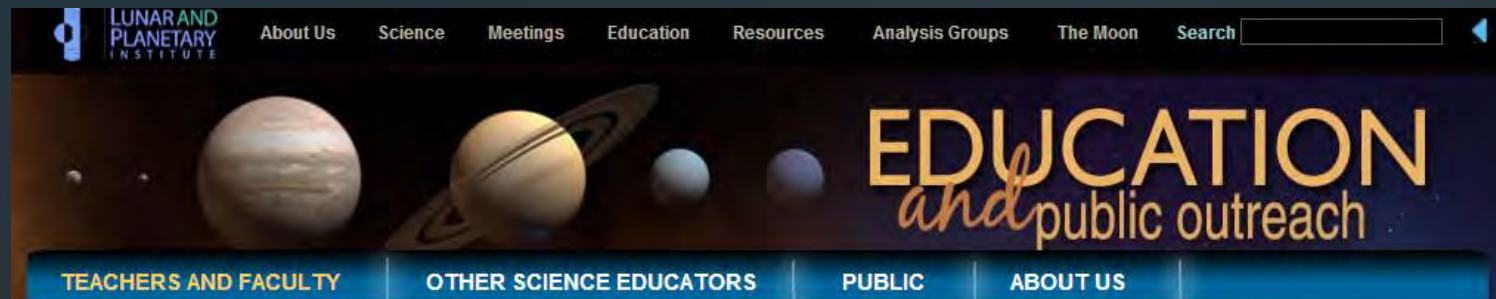 LUNAR AND
PLANETARY
INSTITUTE
About Us Science Meetings Education Resources Analysis Groups The Moon Search
EDUCATION
and public outreach
TEACHERS AND FACULTY OTHER SCIENCE EDUCATORS PUBLIC ABOUT US